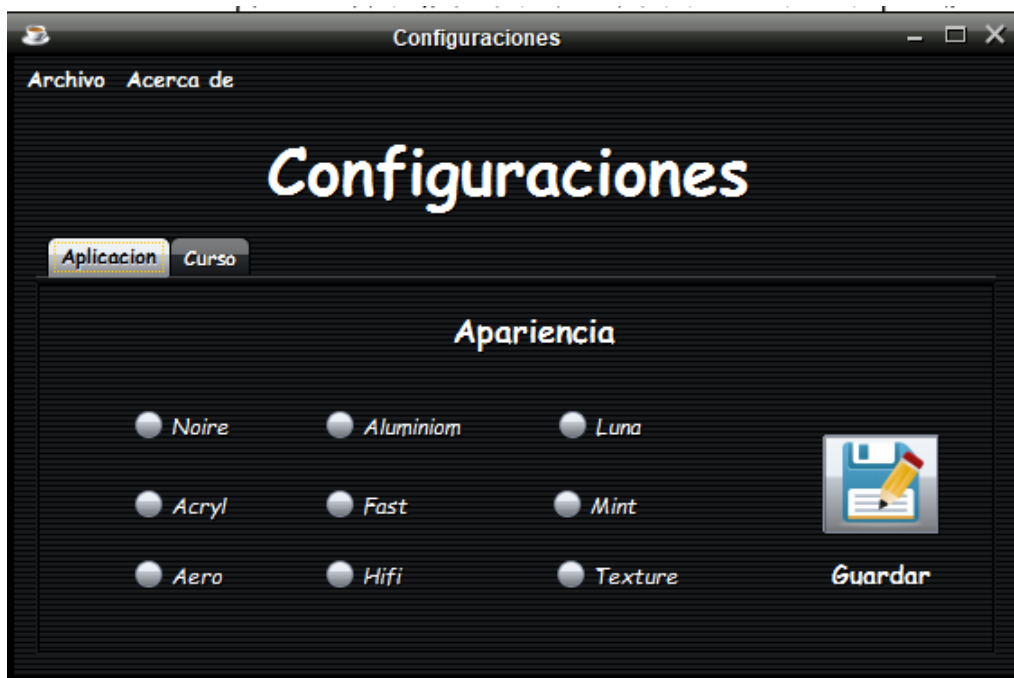 Configuraciones
Archivo Acerca de
Configuraciones
Aplicacion Curso
Apariencia
Noire Aluminiom Luna
Acryl Fast Mint
Aero Hifi Texture
Guardar